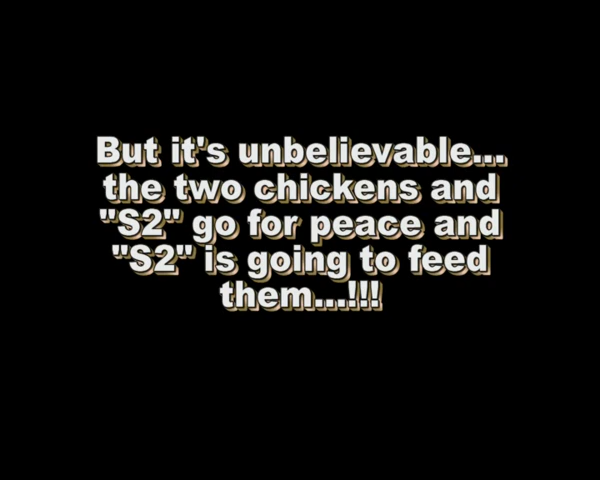 But it's unbelievable...
the two chickens and
"S2" go for peace and
"S2" is going to feed
them...!!!